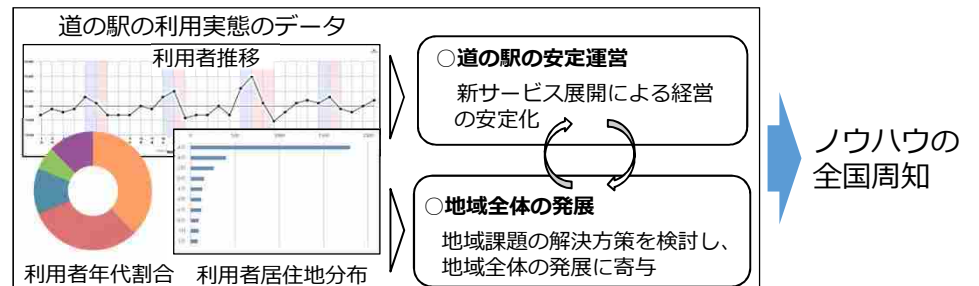 道の駅の利用実態のデータ
利用者推移
利用者年代割合
利用者居住地分布
○道の駅の安定運営
新サービス展開による経営
の安定化
○地域全体の発展
地域課題の解決方策を検討し、
地域全体の発展に寄与
ノウハウの
全国周知